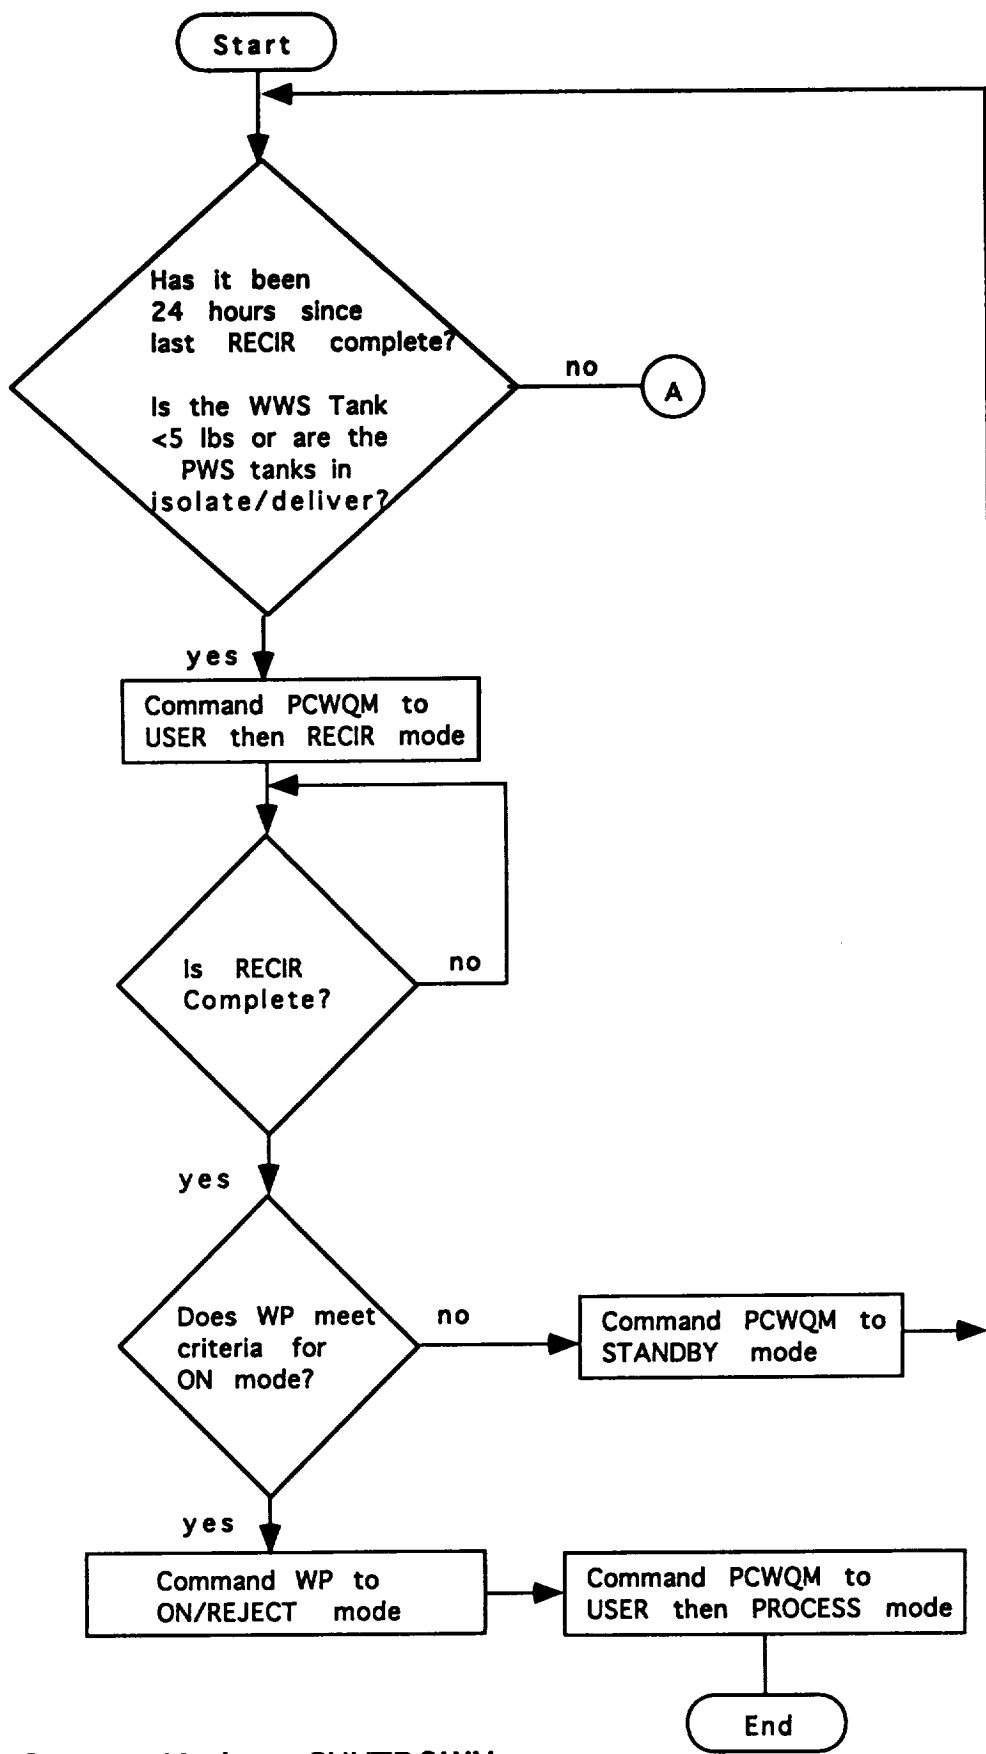 Start
Has it been
24 hours since
last RECIR complete?
no
A
Is the WWS Tank
<5 lbs or are the
PWS tanks in
isolate/deliver?
yes
Command PCWQM to
USER then RECIR mode
Is RECIR
Complete?
no
yes
Does WP meet
criteria for
ON mode?
no
Command PCWQM to
STANDBY mode
yes
Command WP to
ON/REJECT mode
Command PCWQM to
USER then PROCESS mode
End